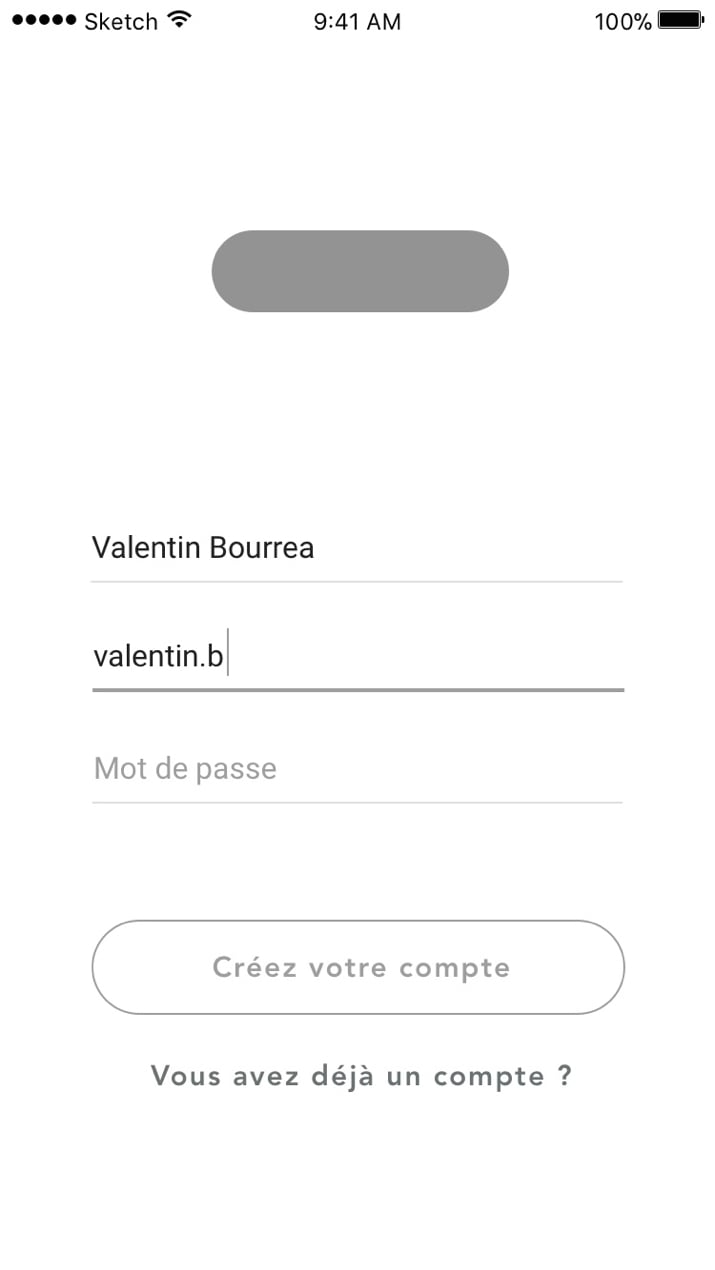 Sketch 9:41 AM 100%
Valentin Bourrea
valentin.b
Mot de passe
Créez votre compte
Vous avez déjà un compte ?